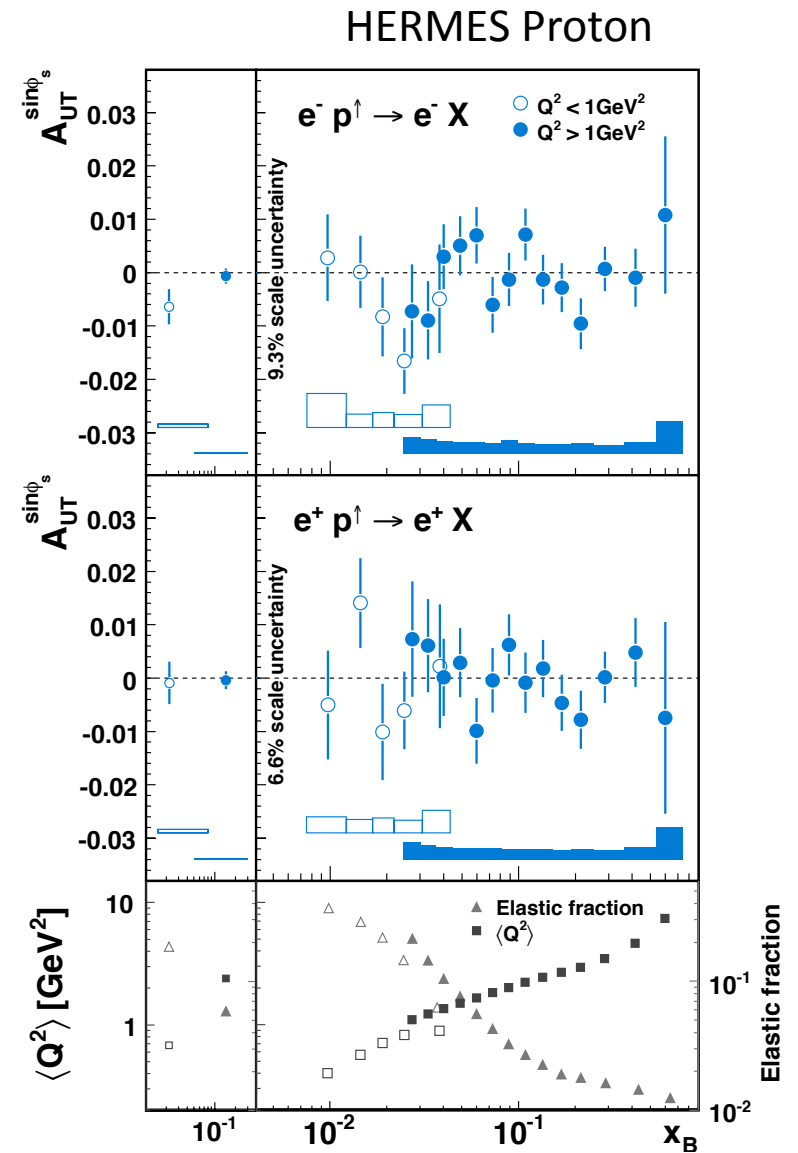 HERMES Proton
A_UT^sinϕ_s
0.03
0.02
0.01
0
-0.01
-0.02
-0.03
e⁻ p↑ → e⁻ X
Q² < 1GeV²
Q² > 1GeV²
9.3% scale uncertainty
A_UT^sinϕ_s
0.03
0.02
0.01
0
-0.01
-0.02
-0.03
e⁺ p↑ → e⁺ X
6.6% scale uncertainty
⟨Q²⟩ [GeV²]
10
1
Elastic fraction
⟨Q²⟩
10⁻¹
10⁻²
Elastic fraction
10⁻¹
10⁻²
10⁻¹
x_B